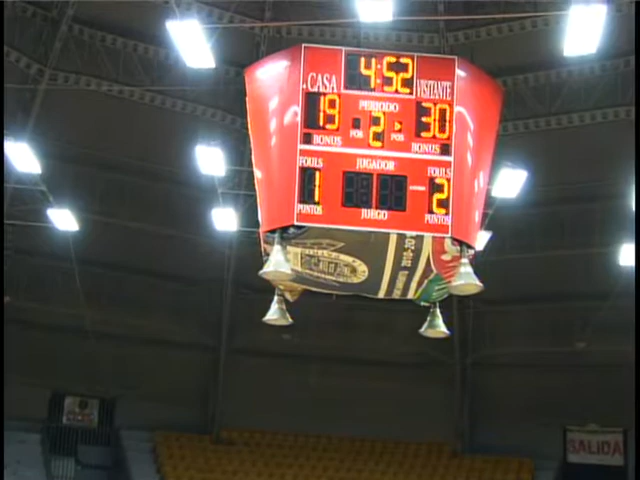 4:52
CASA VISITANTE
19 PERIODO 30
POS 2 POS
BONUS BONUS
FOULS JUGADOR FOULS
1 2
PUNTOS JUEGO PUNTOS
SALIDA